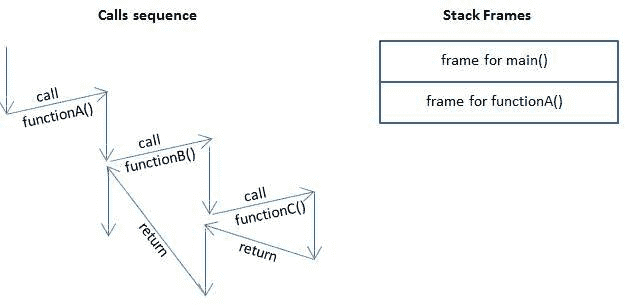 Calls sequence
Stack Frames
frame for main()
frame for functionA()
call
functionA()
call
functionB()
call
functionC()
return
return